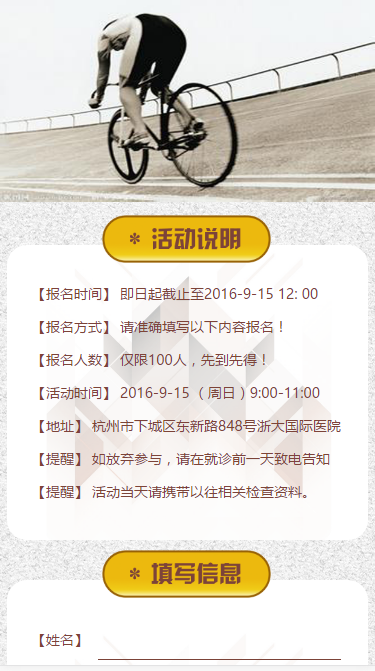 * 活动说明
【报名时间】 即日起截止至2016-9-15 12: 00
【报名方式】 请准确填写以下内容报名！
【报名人数】 仅限100人，先到先得！
【活动时间】 2016-9-15 （周日）9:00-11:00
【地址】 杭州市下城区东新路848号浙大国际医院
【提醒】 如放弃参与，请在就诊前一天致电告知
【提醒】 活动当天请携带以往相关检查资料。
* 填写信息
【姓名】